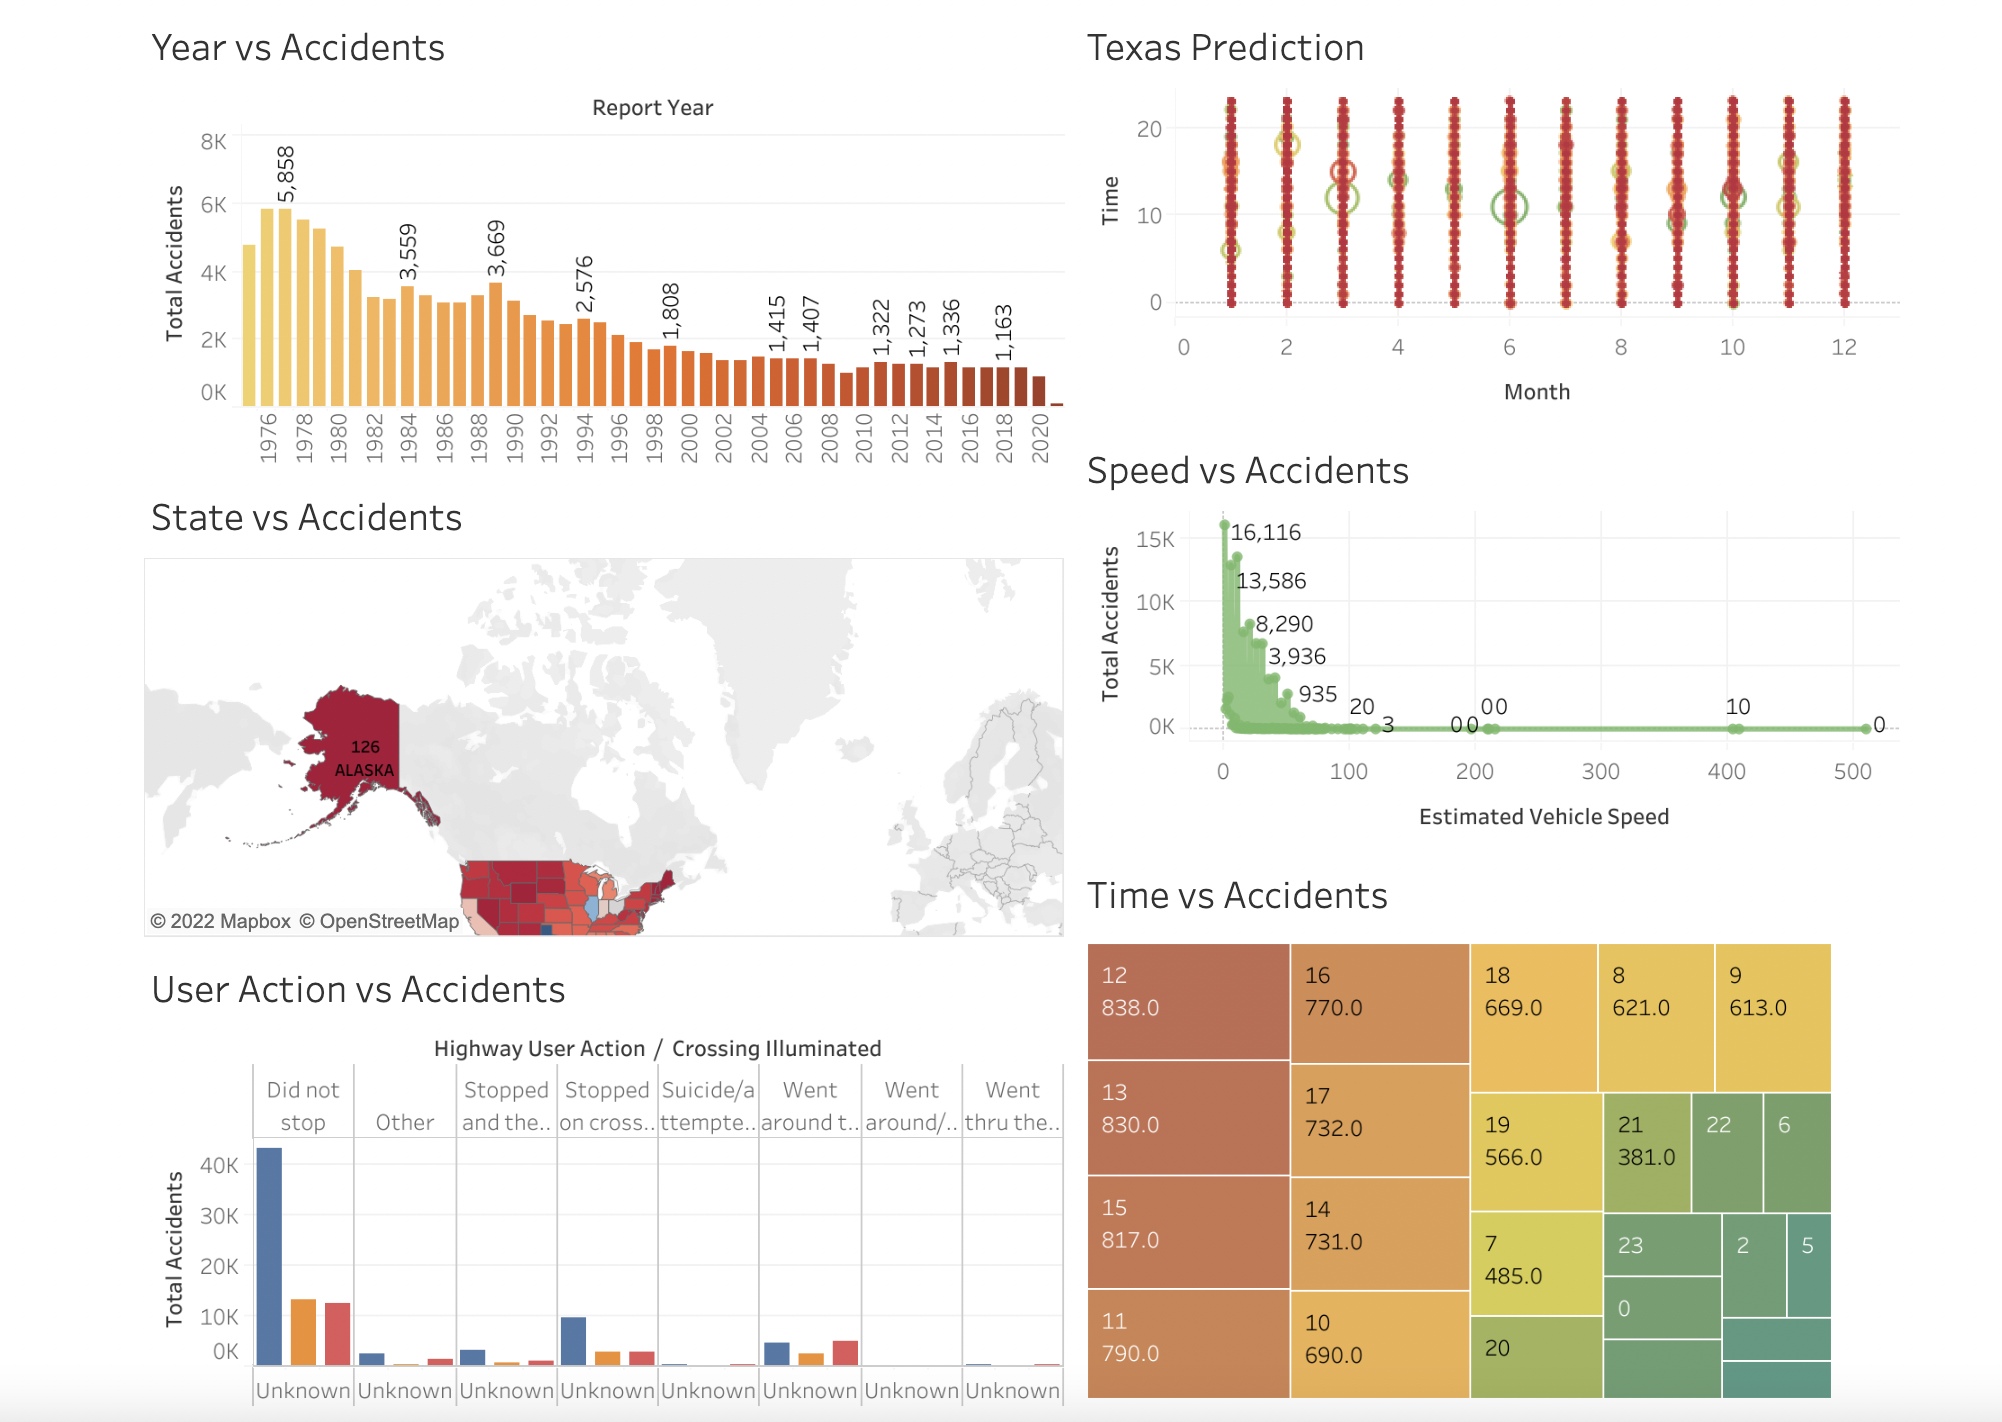 Year vs Accidents
Report Year
Total Accidents
8K
6K
4K
2K
0K
5,858
3,559
3,669
2,576
1,808
1,415
1,407
1,322
1,273
1,336
1,163
1976
1978
1980
1982
1984
1986
1988
1990
1992
1994
1996
1998
2000
2002
2004
2006
2008
2010
2012
2014
2016
2018
2020
State vs Accidents
126
ALASKA
© 2022 Mapbox © OpenStreetMap
User Action vs Accidents
Highway User Action / Crossing Illuminated
Did not
stop
Other
Stopped
and the..
Stopped
on cross..
Suicide/a
ttempte..
Went
around t..
Went
around/..
Went
thru the..
Total Accidents
40K
30K
20K
10K
0K
Unknown
Unknown
Unknown
Unknown
Unknown
Unknown
Unknown
Unknown
Texas Prediction
Time
20
10
0
0
2
4
6
8
10
12
Month
Speed vs Accidents
Total Accidents
15K
10K
5K
0K
16,116
13,586
8,290
3,936
935
20
3
0 0
00
10
0
0
100
200
300
400
500
Estimated Vehicle Speed
Time vs Accidents
12
838.0
13
830.0
15
817.0
11
790.0
16
770.0
17
732.0
14
731.0
10
690.0
18
669.0
8
621.0
9
613.0
19
566.0
7
485.0
20
21
381.0
22
6
23
0
2
5